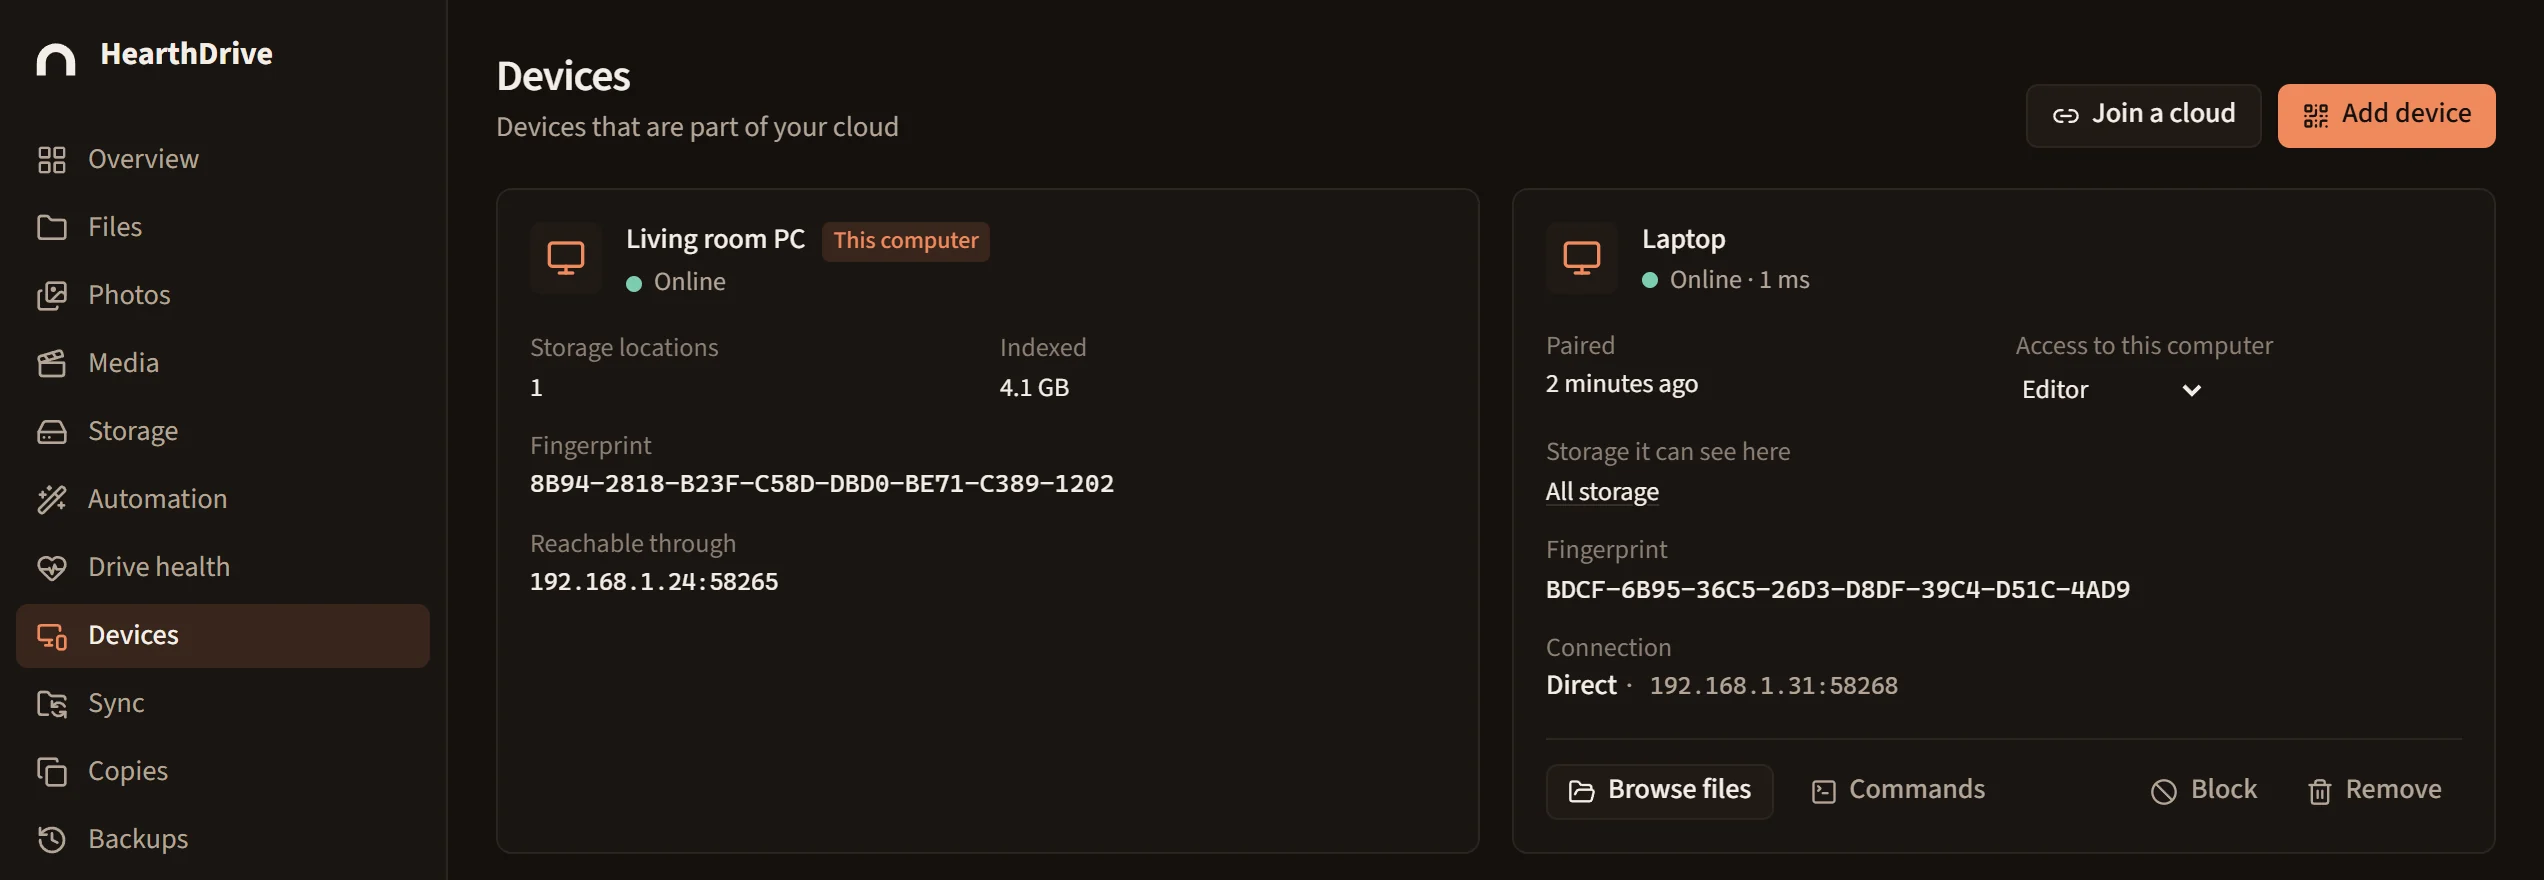 HearthDrive
Overview
Files
Photos
Media
Storage
Automation
Drive health
Devices
Sync
Copies
Backups
Devices
Devices that are part of your cloud
Join a cloud
Add device
Living room PC
This computer
Online
Storage locations
1
Indexed
4.1 GB
Fingerprint
8B94-2818-B23F-C58D-DBD0-BE71-C389-1202
Reachable through
192.168.1.24:58265
Laptop
Online · 1 ms
Paired
2 minutes ago
Access to this computer
Editor
Storage it can see here
All storage
Fingerprint
BDCF-6B95-36C5-26D3-D8DF-39C4-D51C-4AD9
Connection
Direct · 192.168.1.31:58268
Browse files
Commands
Block
Remove